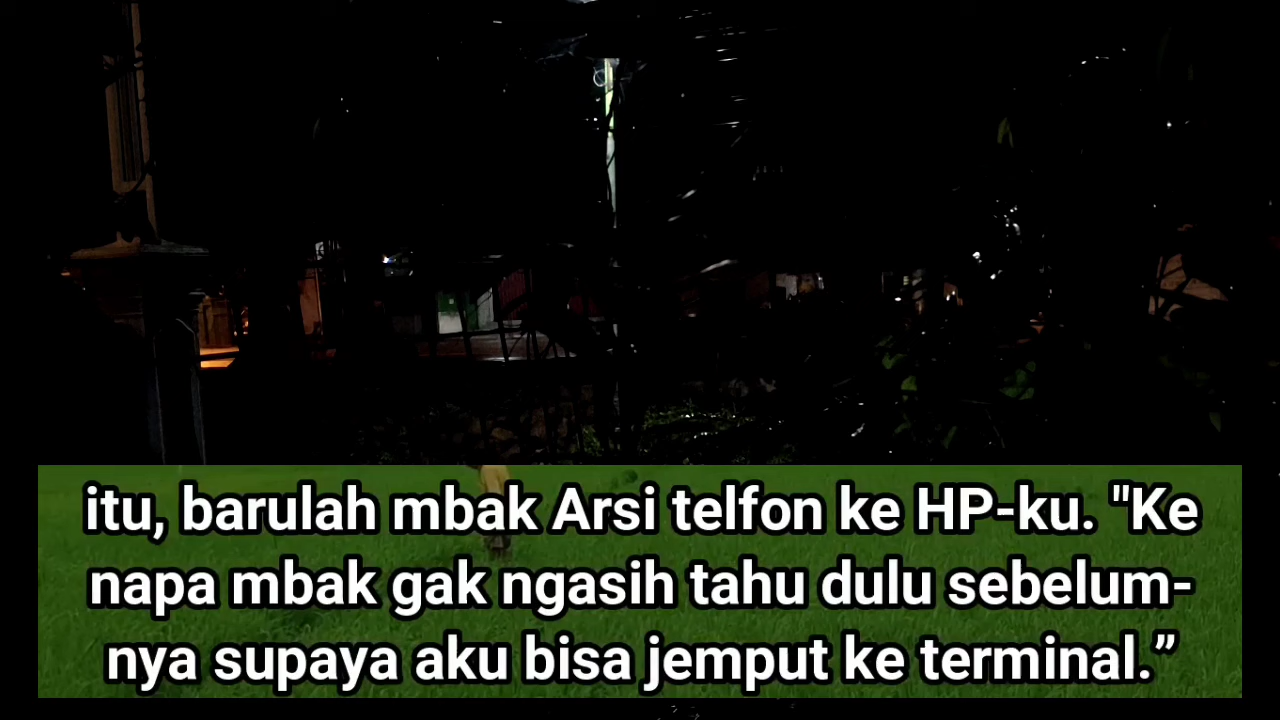 itu, barulah mbak Arsi telfon ke HP-ku. "Ke
napa mbak gak ngasih tahu dulu sebelum-
nya supaya aku bisa jemput ke terminal.”